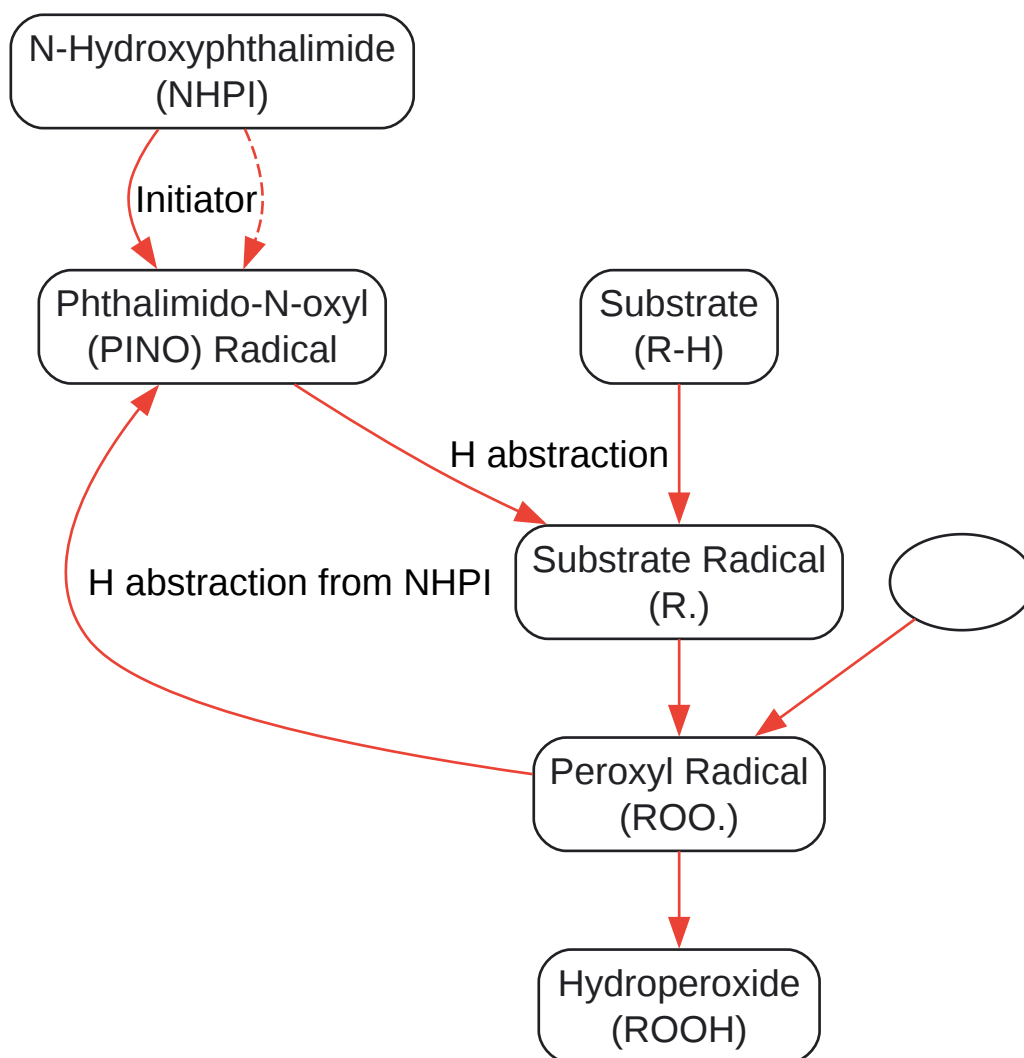 N-Hydroxyphthalimide
(NHPI)
Initiator
Phthalimido-N-oxyl
(PINO) Radical
Substrate
(R-H)
H abstraction
Substrate Radical
(R.)
H abstraction from NHPI
Peroxyl Radical
(ROO.)
Hydroperoxide
(ROOH)